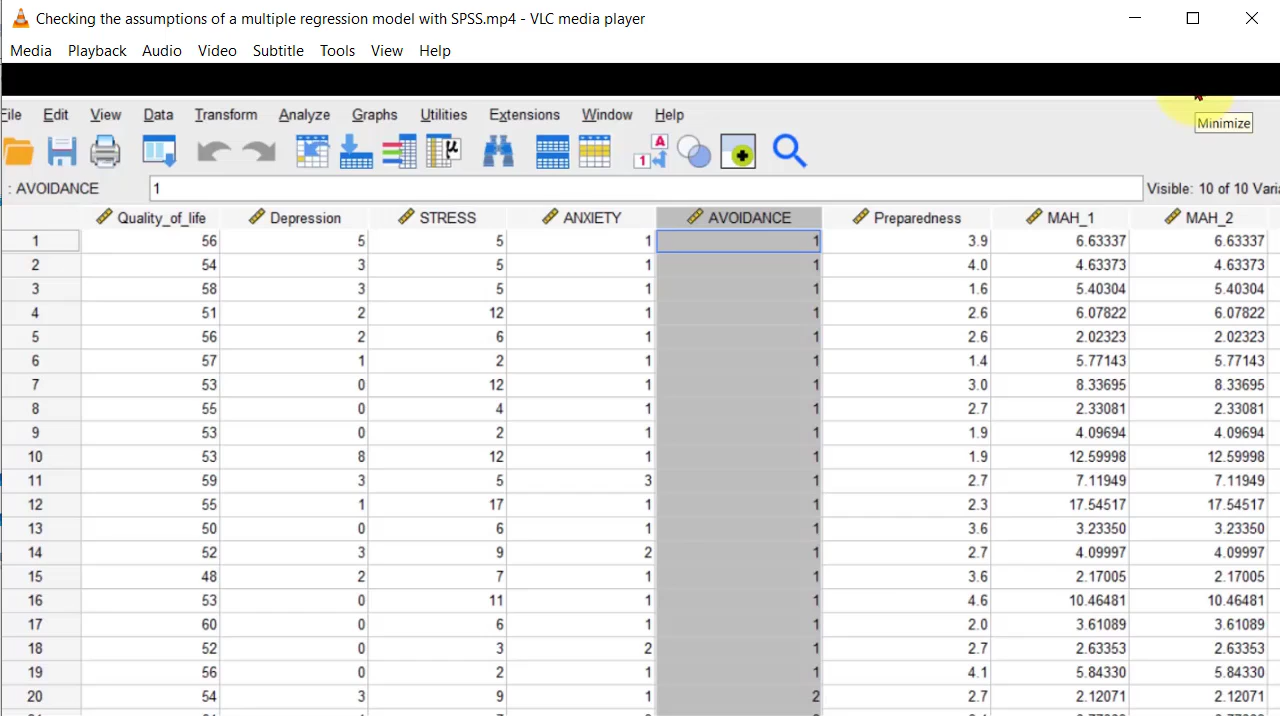 Checking the assumptions of a multiple regression model with SPSS.mp4 - VLC media player
Media Playback Audio Video Subtitle Tools View Help
File Edit View Data Transform Analyze Graphs Utilities Extensions Window Help
Minimize
A
1
μ
: AVOIDANCE 1 Visible: 10 of 10 Varia
Quality_of_life Depression STRESS ANXIETY AVOIDANCE Preparedness MAH_1 MAH_2
1 56 5 5 1 1 3.9 6.63337 6.63337
2 54 3 5 1 1 4.0 4.63373 4.63373
3 58 3 5 1 1 1.6 5.40304 5.40304
4 51 2 12 1 1 2.6 6.07822 6.07822
5 56 2 6 1 1 2.6 2.02323 2.02323
6 57 1 2 1 1 1.4 5.77143 5.77143
7 53 0 12 1 1 3.0 8.33695 8.33695
8 55 0 4 1 1 2.7 2.33081 2.33081
9 53 0 2 1 1 1.9 4.09694 4.09694
10 53 8 12 1 1 1.9 12.59998 12.59998
11 59 3 5 3 1 2.7 7.11949 7.11949
12 55 1 17 1 1 2.3 17.54517 17.54517
13 50 0 6 1 1 3.6 3.23350 3.23350
14 52 3 9 2 1 2.7 4.09997 4.09997
15 48 2 7 1 1 3.6 2.17005 2.17005
16 53 0 11 1 1 4.6 10.46481 10.46481
17 60 0 6 1 1 2.0 3.61089 3.61089
18 52 0 3 2 1 2.7 2.63353 2.63353
19 56 0 2 1 1 4.1 5.84330 5.84330
20 54 3 9 1 2 2.7 2.12071 2.12071